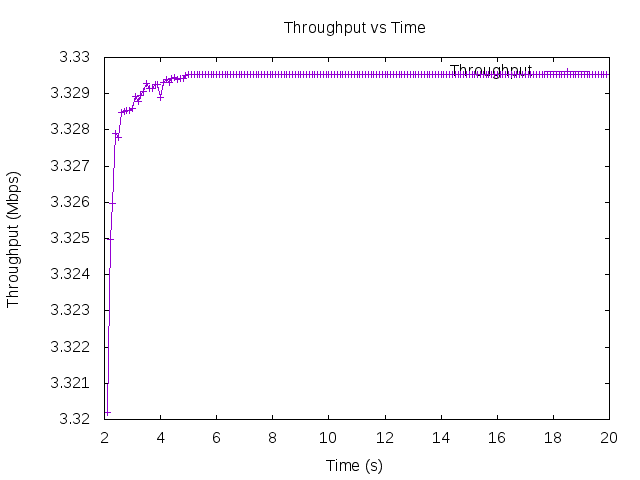 Throughput vs Time
3.33
3.329
3.328
3.327
3.326
3.325
3.324
3.323
3.322
3.321
3.32
Throughput (Mbps)
Throughput
2 4 6 8 10 12 14 16 18 20
Time (s)